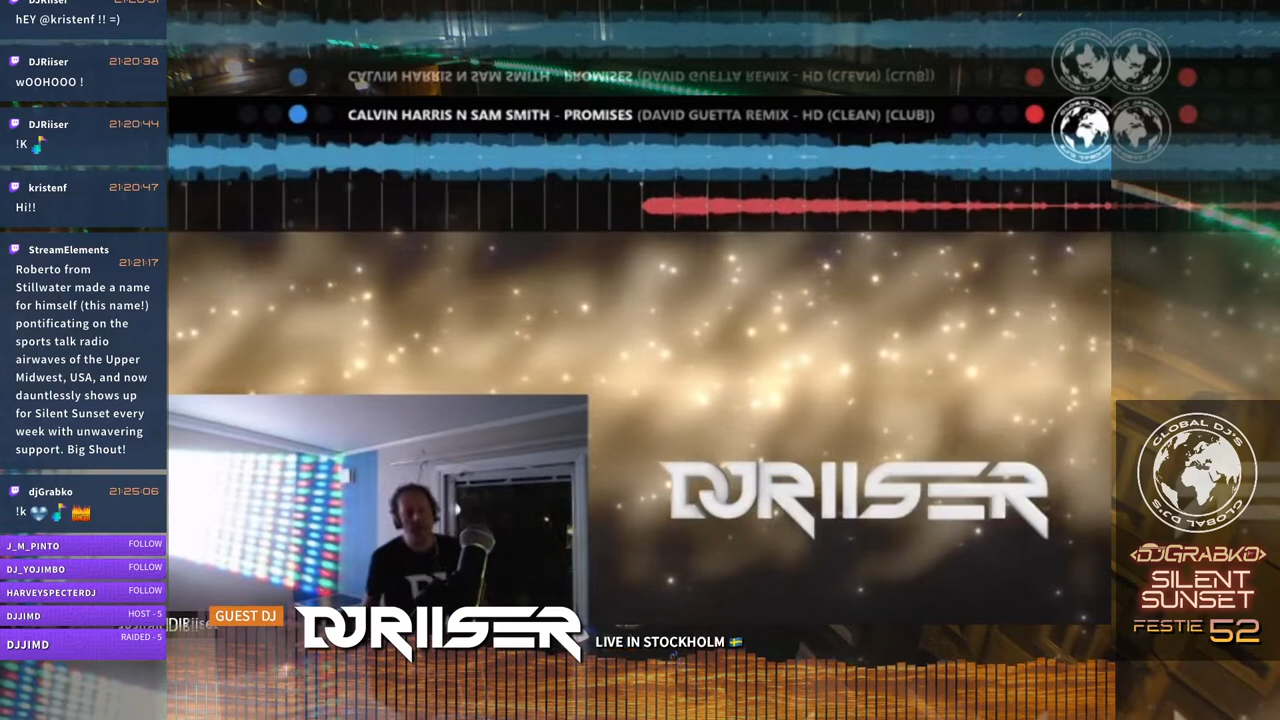 DJRiiser
hEY @kristenf !! =)
DJRiiser 21:20:38
wOOHOOO !
DJRiiser 21:20:44
!K
kristenf 21:20:47
Hi!!
StreamElements
21:21:17
Roberto from
Stillwater made a name
for himself (this name!)
pontificating on the
sports talk radio
airwaves of the Upper
Midwest, USA, and now
dauntlessly shows up
for Silent Sunset every
week with unwavering
support. Big Shout!
djGrabko 21:25:06
!k
J_M_PINTO FOLLOW
DJ_YOJIMBO FOLLOW
HARVEYSPECTERDJ FOLLOW
DJJIMD HOST - 5
DJJIMD RAIDED - 5
CALVIN HARRIS N SAM SMITH - PROMISES (DAVID GUETTA REMIX - HD (CLEAN) [CLUB])
CALVIN HARRIS N SAM SMITH - PROMISES (DAVID GUETTA REMIX - HD (CLEAN) [CLUB])
DJRIISER
GUEST DJ
DJRIISER
LIVE IN STOCKHOLM
GLOBAL DJ'S
GLOBAL DJ'S
<DJGRABKO>
SILENT
SUNSET
FESTIE 52